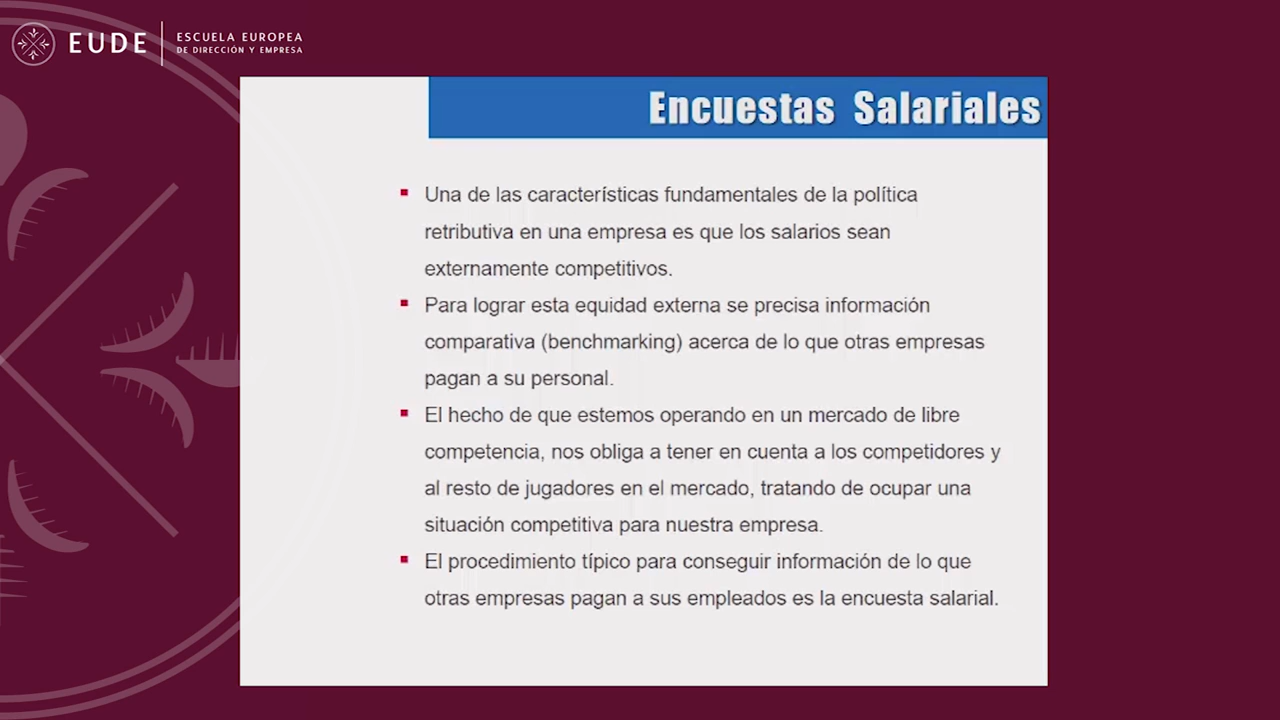 EUDE
ESCUELA EUROPEA
DE DIRECCIÓN Y EMPRESA
Encuestas Salariales
Una de las características fundamentales de la política
retributiva en una empresa es que los salarios sean
externamente competitivos.
Para lograr esta equidad externa se precisa información
comparativa (benchmarking) acerca de lo que otras empresas
pagan a su personal.
El hecho de que estemos operando en un mercado de libre
competencia, nos obliga a tener en cuenta a los competidores y
al resto de jugadores en el mercado, tratando de ocupar una
situación competitiva para nuestra empresa.
El procedimiento típico para conseguir información de lo que
otras empresas pagan a sus empleados es la encuesta salarial.